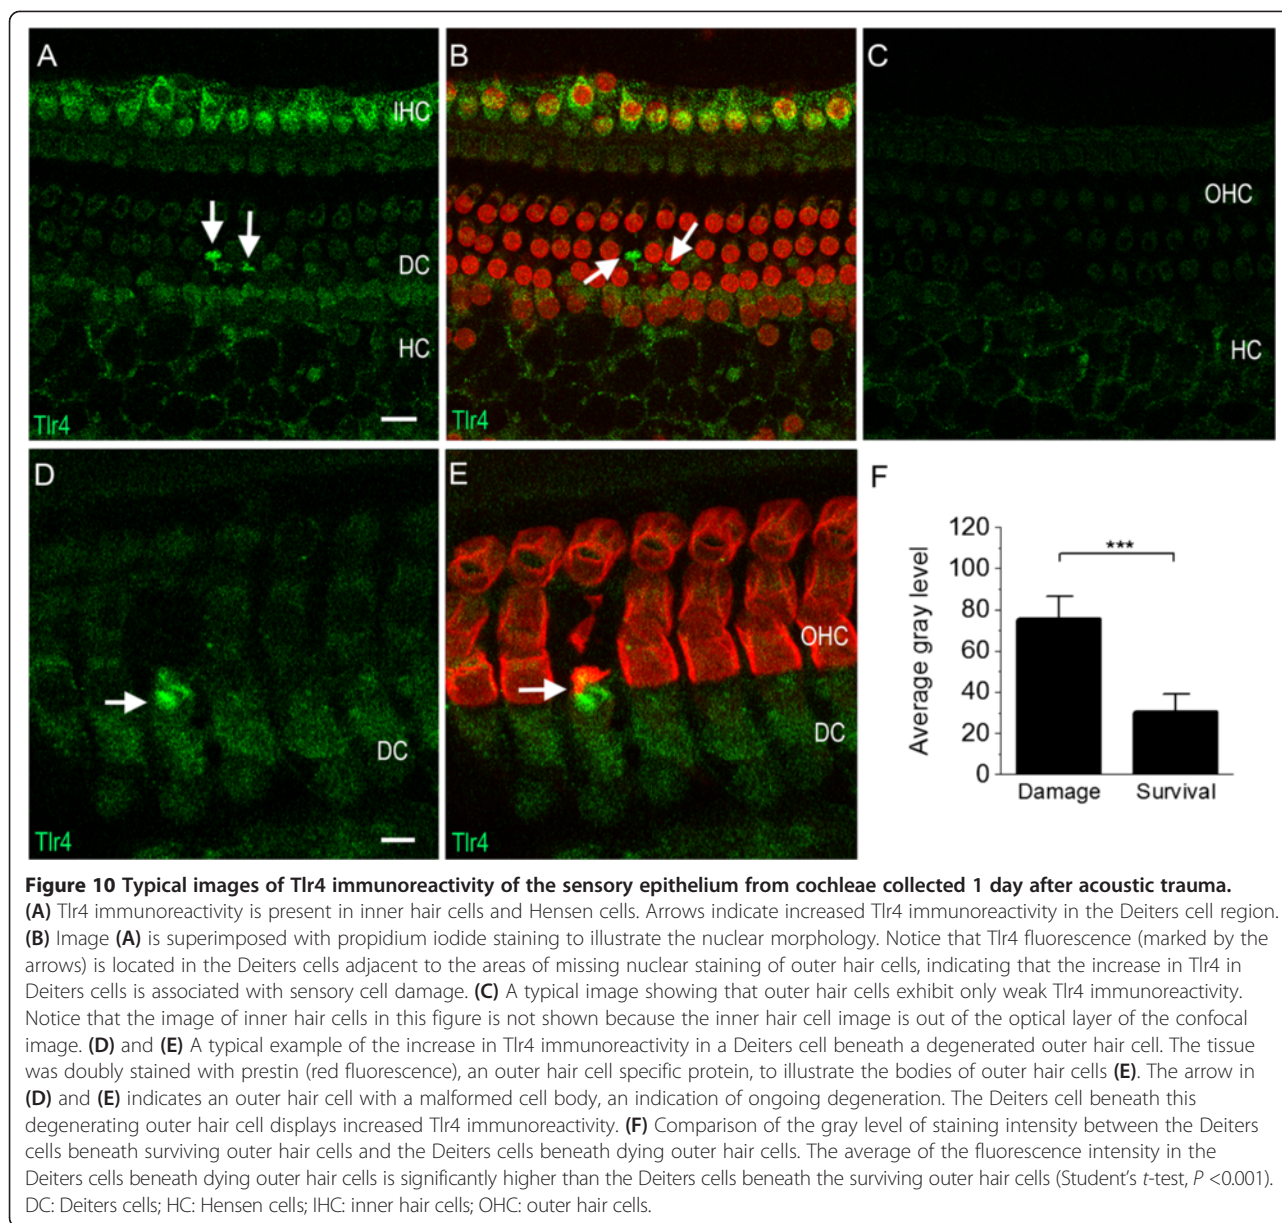 A
IHC
DC
HC
Tlr4
B
Tlr4
C
OHC
HC
D
DC
Tlr4
E
OHC
DC
Tlr4
F
Average gray level
120
100
80
60
40
20
0
***
Damage Survival
Figure 10 Typical images of Tlr4 immunoreactivity of the sensory epithelium from cochleae collected 1 day after acoustic trauma.
(A) Tlr4 immunoreactivity is present in inner hair cells and Hensen cells. Arrows indicate increased Tlr4 immunoreactivity in the Deiters cell region.
(B) Image (A) is superimposed with propidium iodide staining to illustrate the nuclear morphology. Notice that Tlr4 fluorescence (marked by the
arrows) is located in the Deiters cells adjacent to the areas of missing nuclear staining of outer hair cells, indicating that the increase in Tlr4 in
Deiters cells is associated with sensory cell damage. (C) A typical image showing that outer hair cells exhibit only weak Tlr4 immunoreactivity.
Notice that the image of inner hair cells in this figure is not shown because the inner hair cell image is out of the optical layer of the confocal
image. (D) and (E) A typical example of the increase in Tlr4 immunoreactivity in a Deiters cell beneath a degenerated outer hair cell. The tissue
was doubly stained with prestin (red fluorescence), an outer hair cell specific protein, to illustrate the bodies of outer hair cells (E). The arrow in
(D) and (E) indicates an outer hair cell with a malformed cell body, an indication of ongoing degeneration. The Deiters cell beneath this
degenerating outer hair cell displays increased Tlr4 immunoreactivity. (F) Comparison of the gray level of staining intensity between the Deiters
cells beneath surviving outer hair cells and the Deiters cells beneath dying outer hair cells. The average of the fluorescence intensity in the
Deiters cells beneath dying outer hair cells is significantly higher than the Deiters cells beneath the surviving outer hair cells (Student's t-test, P <0.001).
DC: Deiters cells; HC: Hensen cells; IHC: inner hair cells; OHC: outer hair cells.